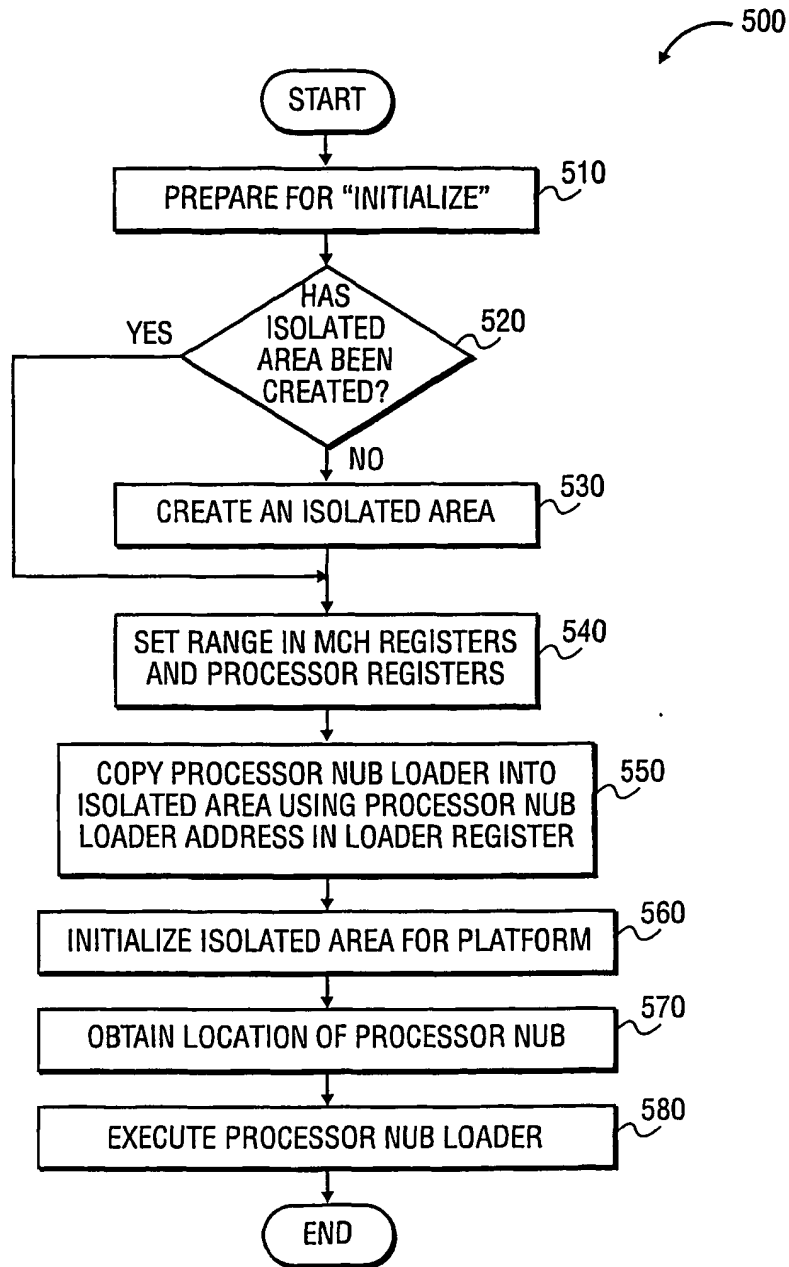 500
START
PREPARE FOR “INITIALIZE”
510
HAS
ISOLATED
AREA BEEN
CREATED?
520
YES
NO
CREATE AN ISOLATED AREA
530
SET RANGE IN MCH REGISTERS
AND PROCESSOR REGISTERS
540
COPY PROCESSOR NUB LOADER INTO
ISOLATED AREA USING PROCESSOR NUB
LOADER ADDRESS IN LOADER REGISTER
550
INITIALIZE ISOLATED AREA FOR PLATFORM
560
OBTAIN LOCATION OF PROCESSOR NUB
570
EXECUTE PROCESSOR NUB LOADER
580
END